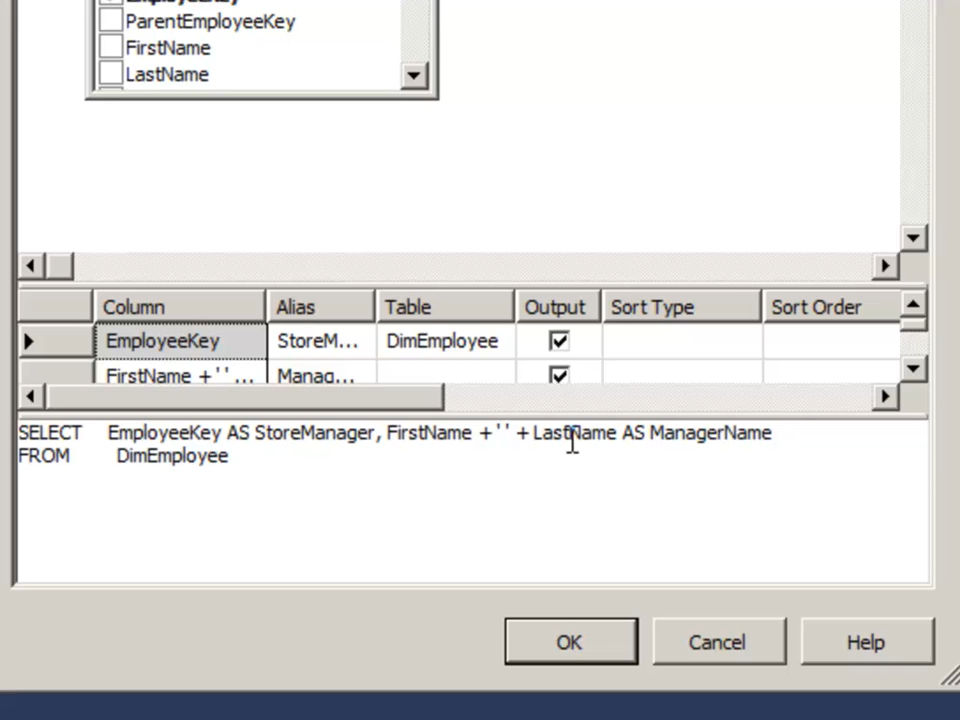 EmployeeKey
ParentEmployeeKey
FirstName
LastName
Column Alias Table Output Sort Type Sort Order
EmployeeKey StoreM... DimEmployee
FirstName + ' ' ... Manag...
SELECT EmployeeKey AS StoreManager, FirstName + ' ' + LastName AS ManagerName
FROM DimEmployee
OK Cancel Help